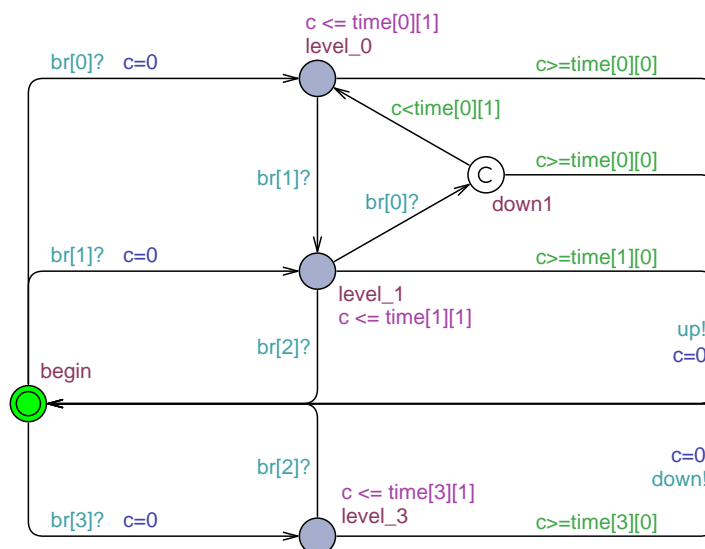 c <= time[0][1]
level_0
br[0]? c=0
c>=time[0][0]
c<time[0][1]
c>=time[0][0]
br[1]?
br[0]?
C
down1
br[1]? c=0
c>=time[1][0]
level_1
c <= time[1][1]
up!
br[2]?
c=0
begin
c=0
br[2]?
down!
c <= time[3][1]
level_3
br[3]? c=0
c>=time[3][0]